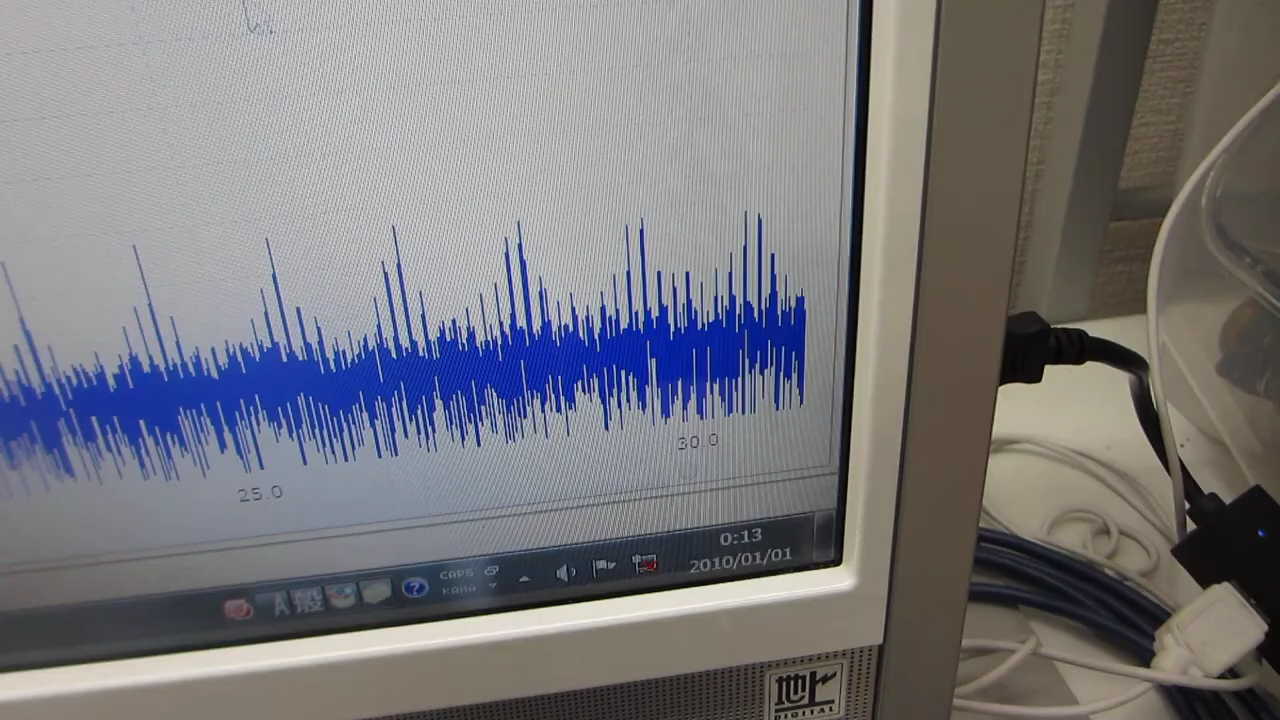 25.0
30.0
A 般
CAPS
KANA
0:13
2010/01/01
地上
DIGITAL